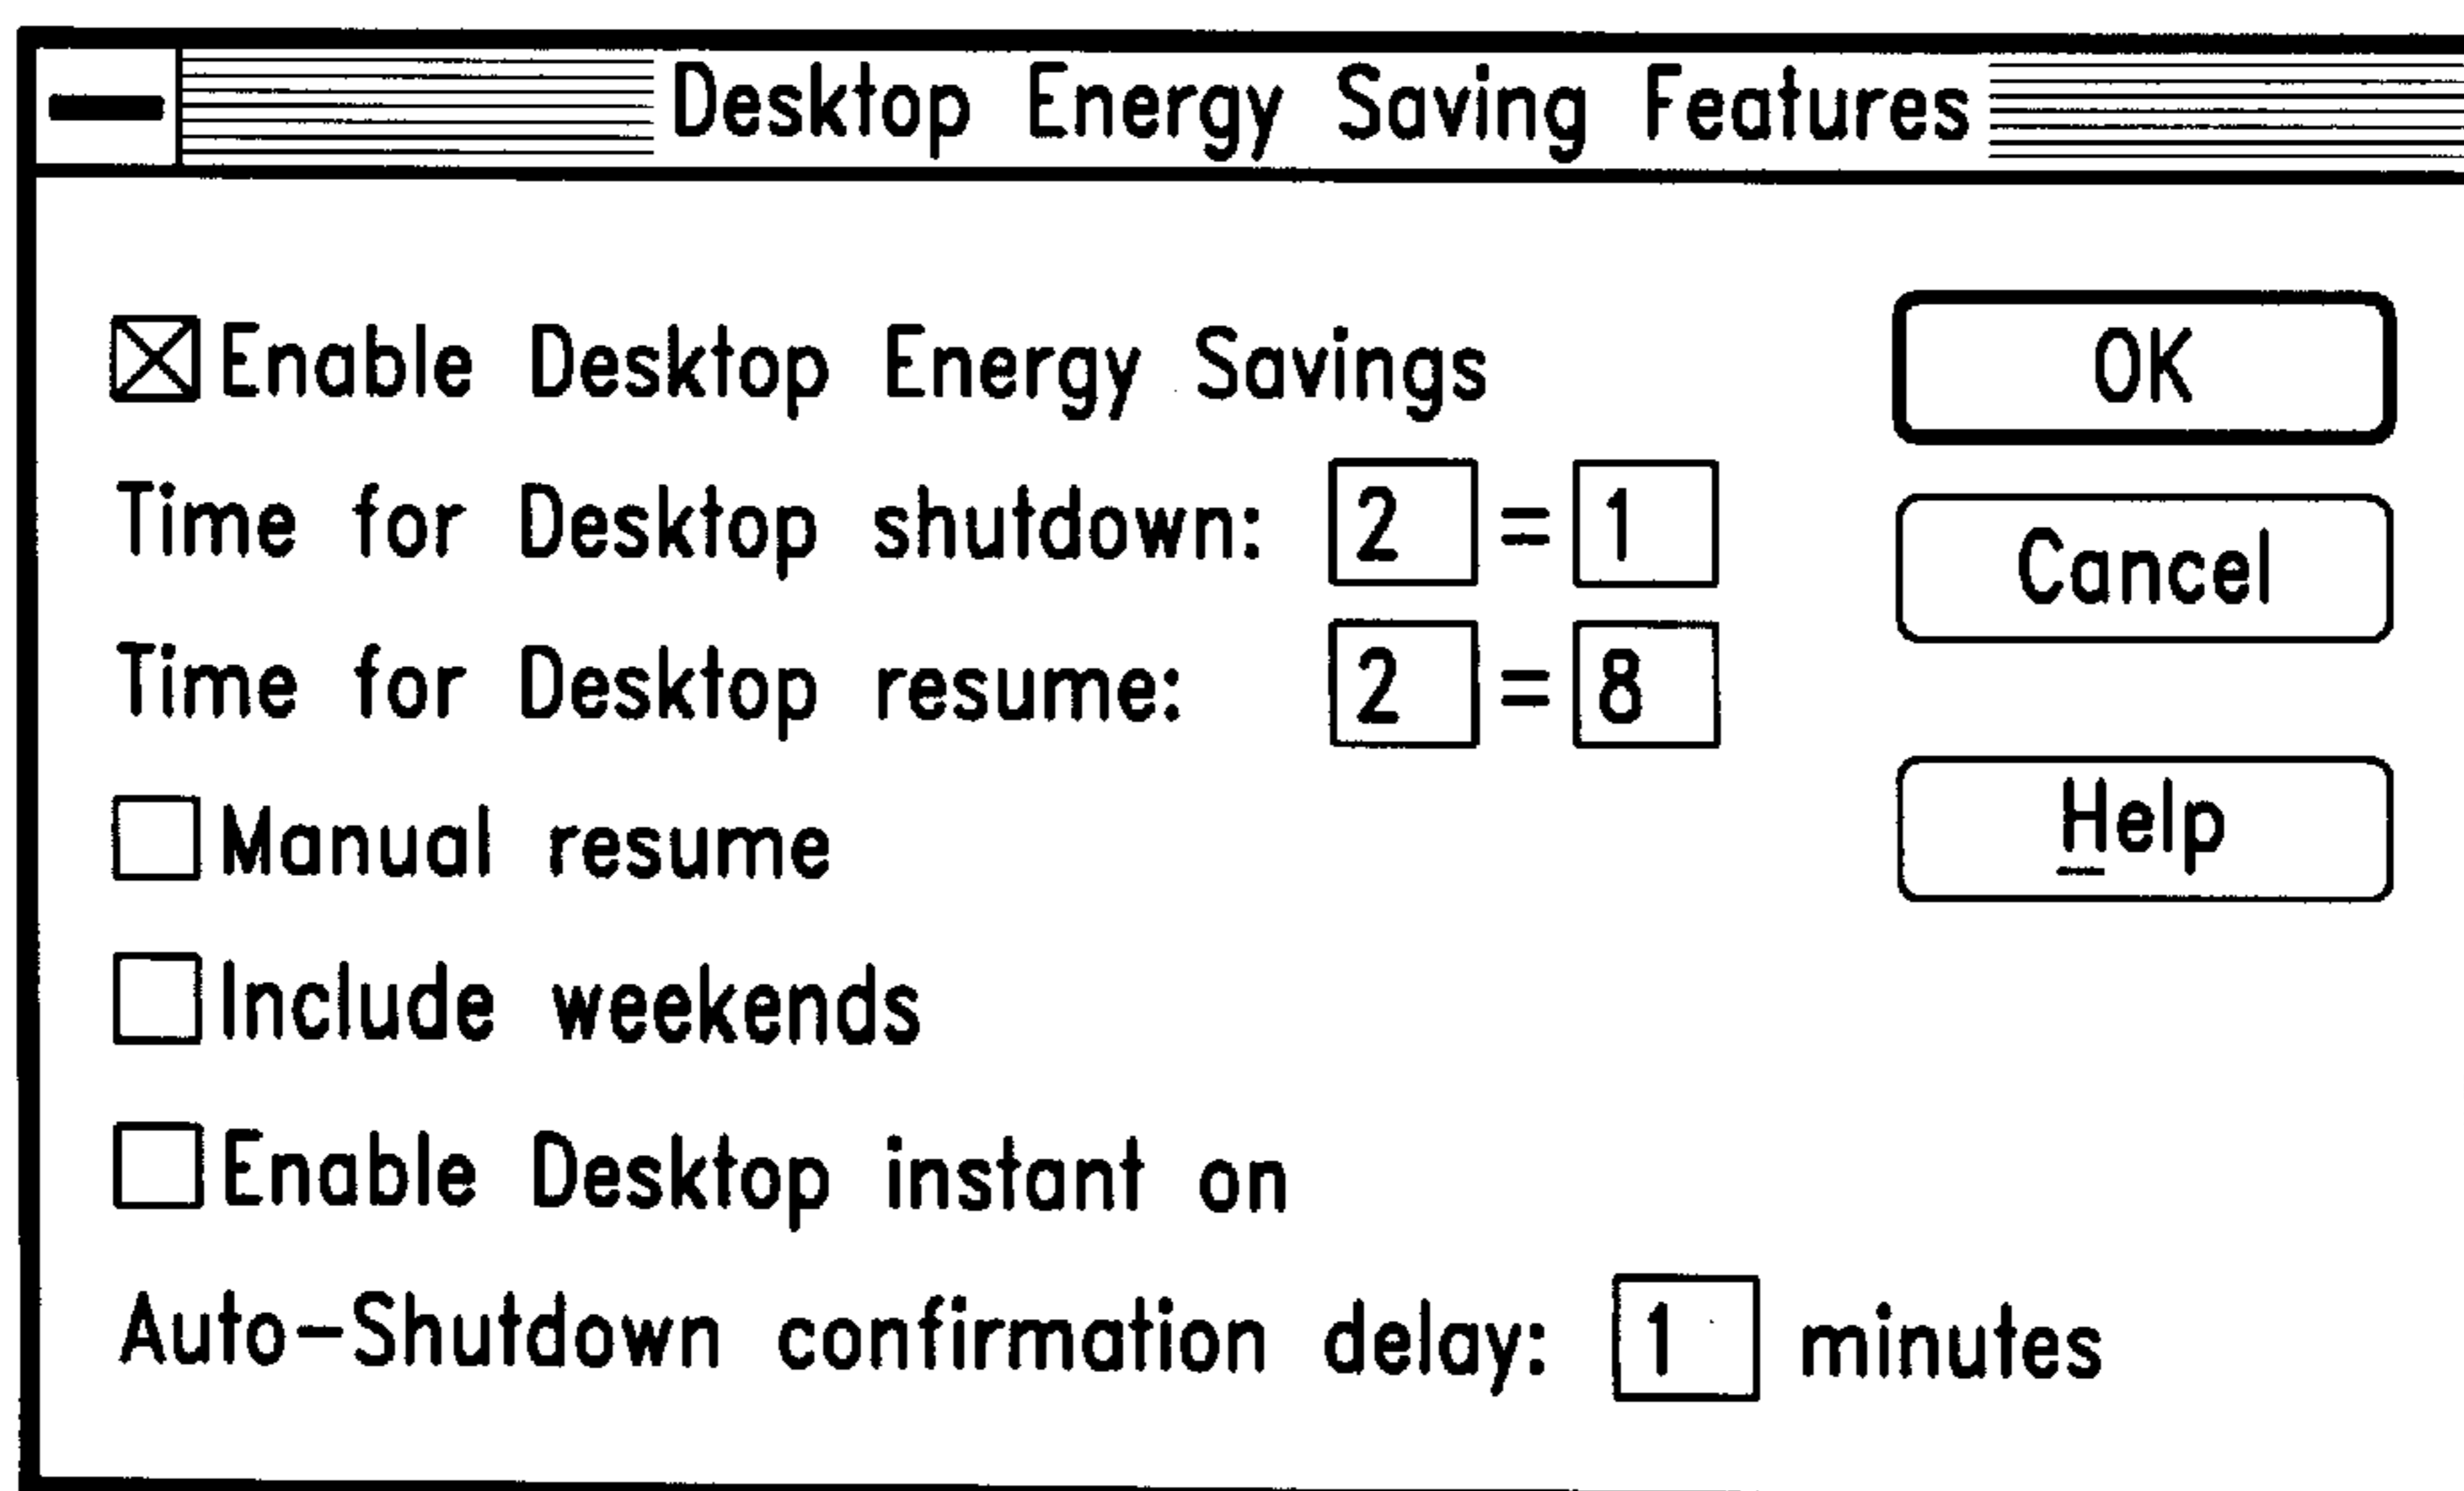 Desktop Energy Saving Features
Enable Desktop Energy Savings
OK
Time for Desktop shutdown: 2 = 1
Cancel
Time for Desktop resume: 2 = 8
Manual resume
Help
Include weekends
Enable Desktop instant on
Auto-Shutdown confirmation delay: 1 minutes